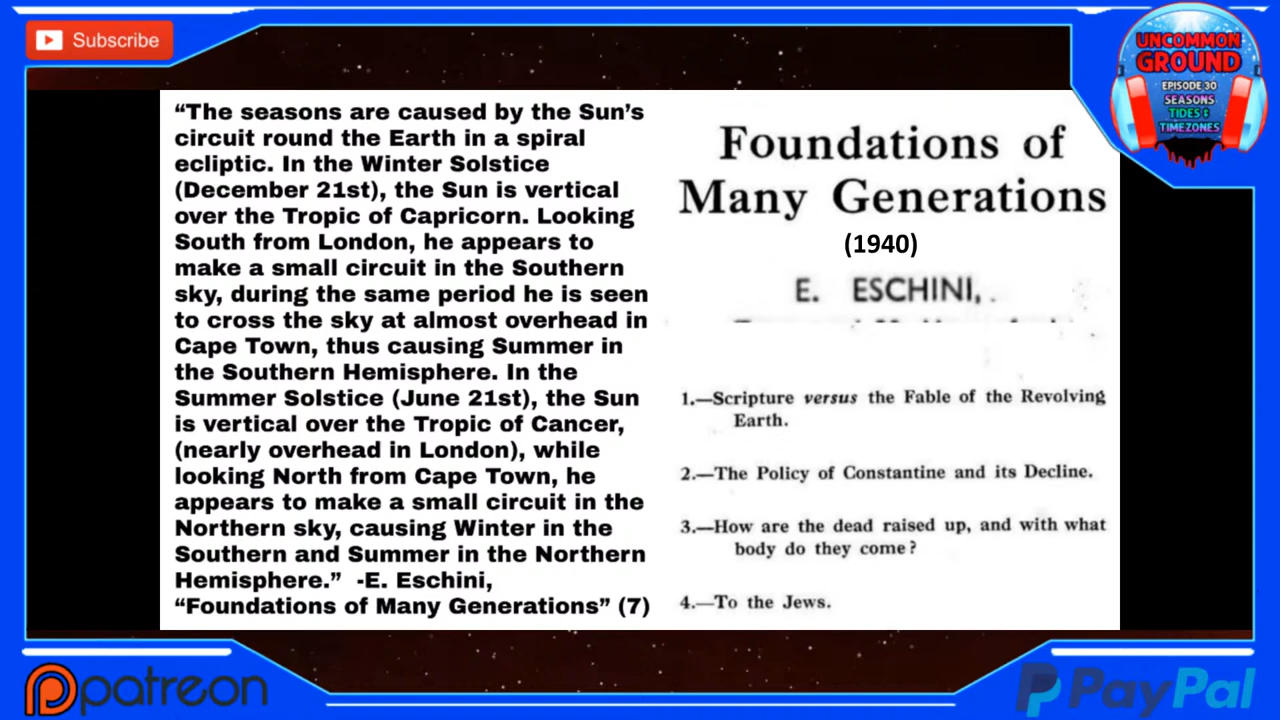 Subscribe
UNCOMMON
GROUND
EPISODE 30
SEASONS
TIDES &
TIMEZONES
“The seasons are caused by the Sun’s
circuit round the Earth in a spiral
ecliptic. In the Winter Solstice
(December 21st), the Sun is vertical
over the Tropic of Capricorn. Looking
South from London, he appears to
make a small circuit in the Southern
sky, during the same period he is seen
to cross the sky at almost overhead in
Cape Town, thus causing Summer in
the Southern Hemisphere. In the
Summer Solstice (June 21st), the Sun
is vertical over the Tropic of Cancer,
(nearly overhead in London), while
looking North from Cape Town, he
appears to make a small circuit in the
Northern sky, causing Winter in the
Southern and Summer in the Northern
Hemisphere.” -E. Eschini,
“Foundations of Many Generations” (7)
Foundations of
Many Generations
(1940)
E. ESCHINI,
1.—Scripture versus the Fable of the Revolving
Earth.
2.—The Policy of Constantine and its Decline.
3.—How are the dead raised up, and with what
body do they come?
4.—To the Jews.
patreon
PayPal